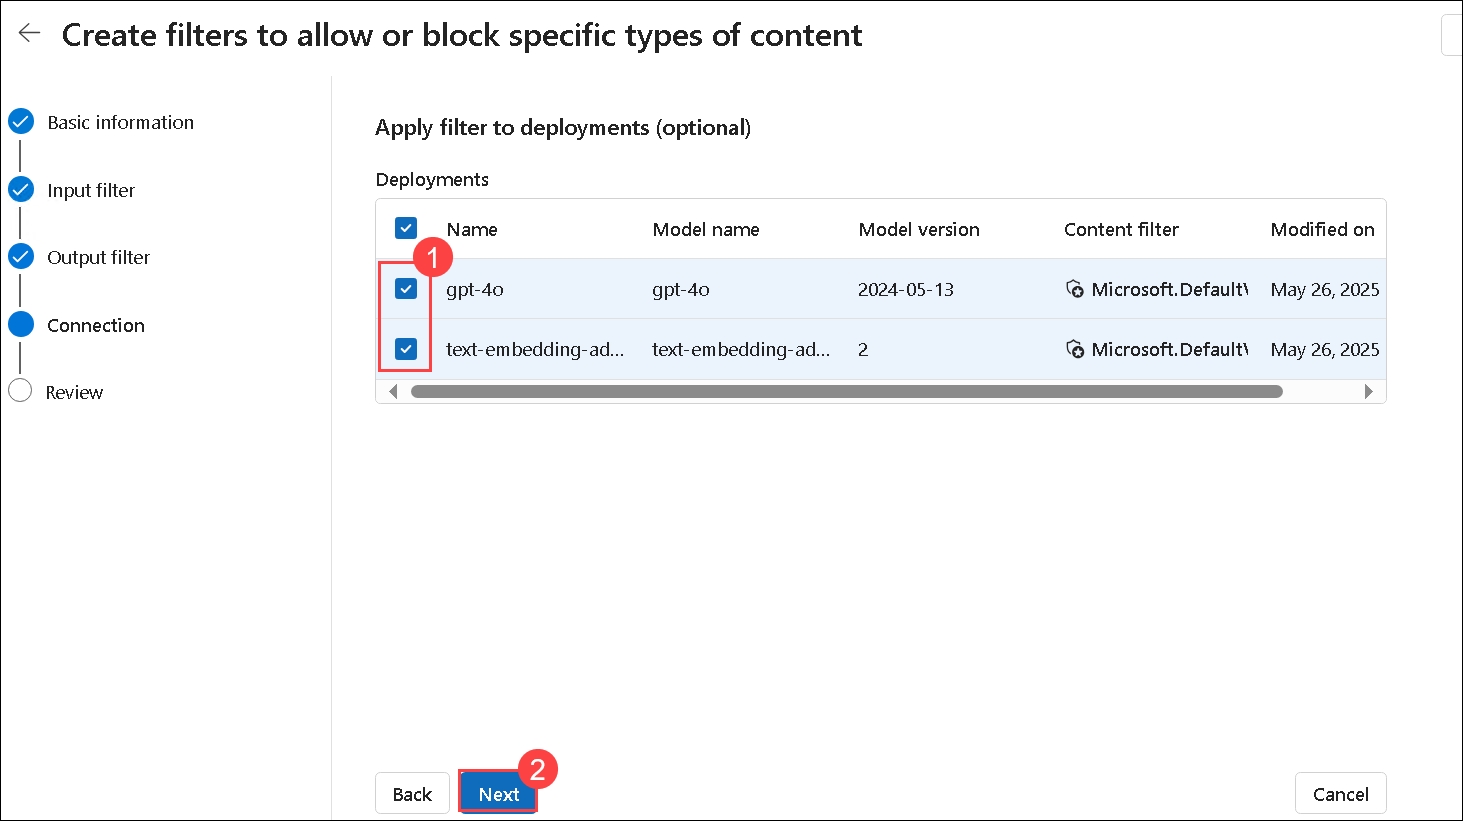 Create filters to allow or block specific types of content
Basic information
Input filter
Output filter
Connection
Review
Apply filter to deployments (optional)
Deployments
Name Model name Model version Content filter Modified on
1
gpt-4o gpt-4o 2024-05-13 Microsoft.Default May 26, 2025
text-embedding-ad... text-embedding-ad... 2 Microsoft.Default May 26, 2025
Back Next 2 Cancel